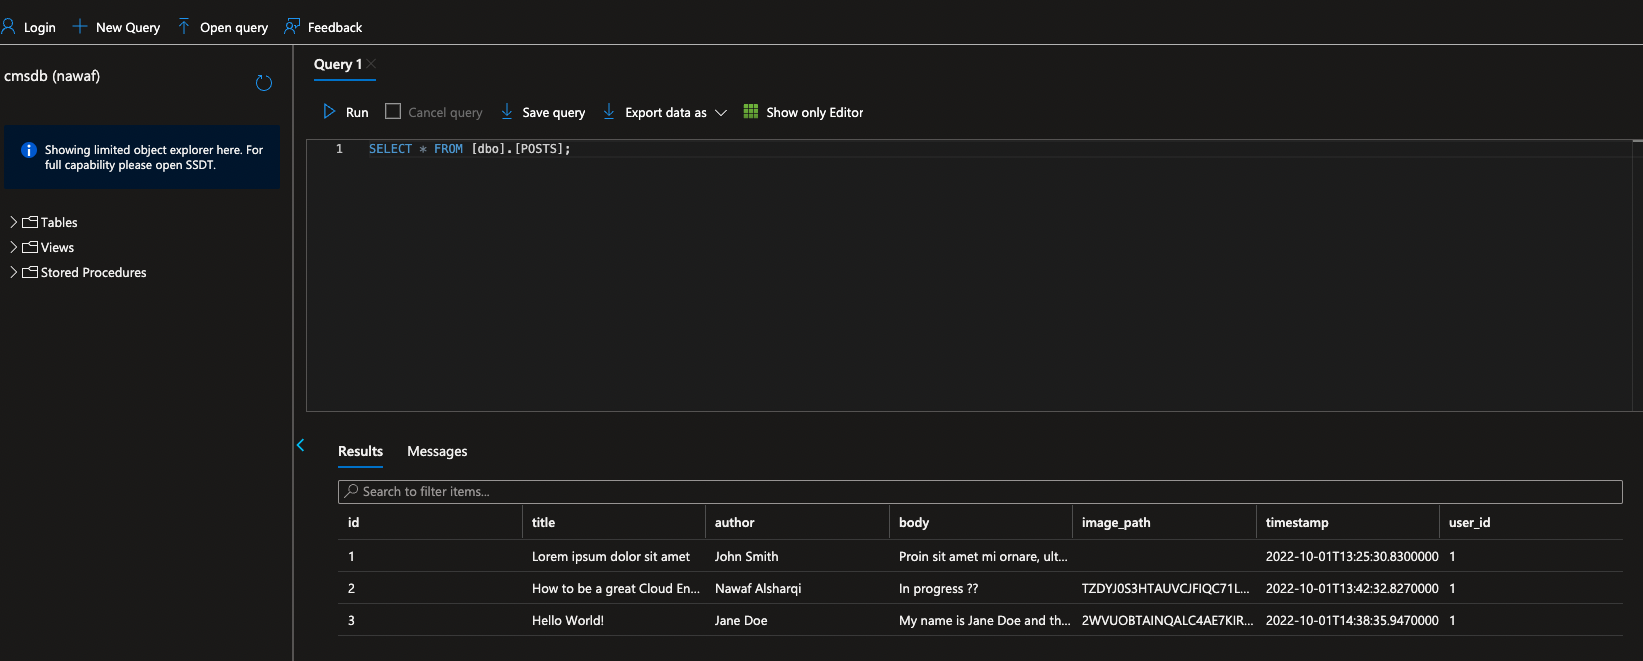 Login New Query Open query Feedback
cmsdb (nawaf)
Showing limited object explorer here. For
full capability please open SSDT.
Tables
Views
Stored Procedures
Query 1
Run Cancel query Save query Export data as Show only Editor
1 SELECT * FROM [dbo].[POSTS];
Results Messages
Search to filter items...
id title author body image_path timestamp user_id
1 Lorem ipsum dolor sit amet John Smith Proin sit amet mi ornare, ult... 2022-10-01T13:25:30.8300000 1
2 How to be a great Cloud En... Nawaf Alsharqi In progress ?? TZDYJ0S3HTAUVCJFIQC71L... 2022-10-01T13:42:32.8270000 1
3 Hello World! Jane Doe My name is Jane Doe and th... 2WVUOBTAINQALC4AE7KIR... 2022-10-01T14:38:35.9470000 1